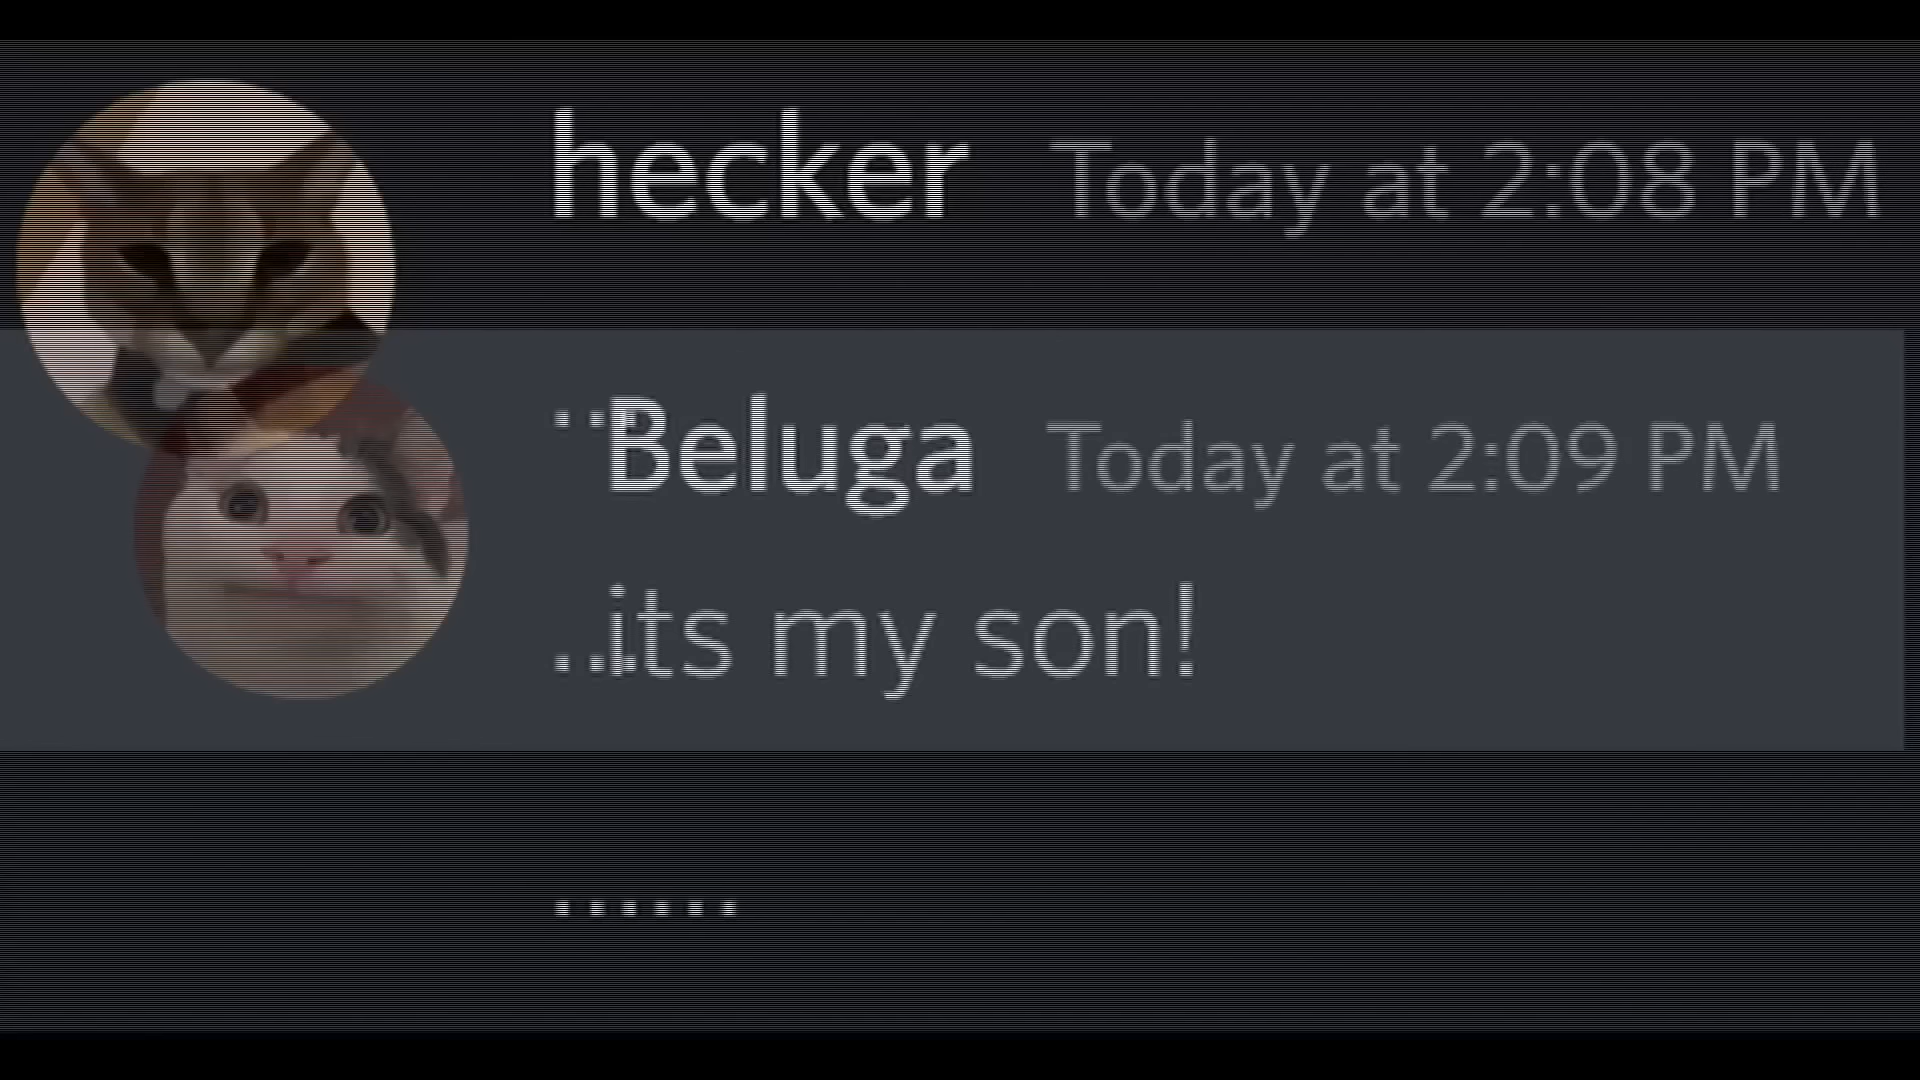 hecker Today at 2:08 PM
...
Beluga Today at 2:09 PM
...
its my son!
......